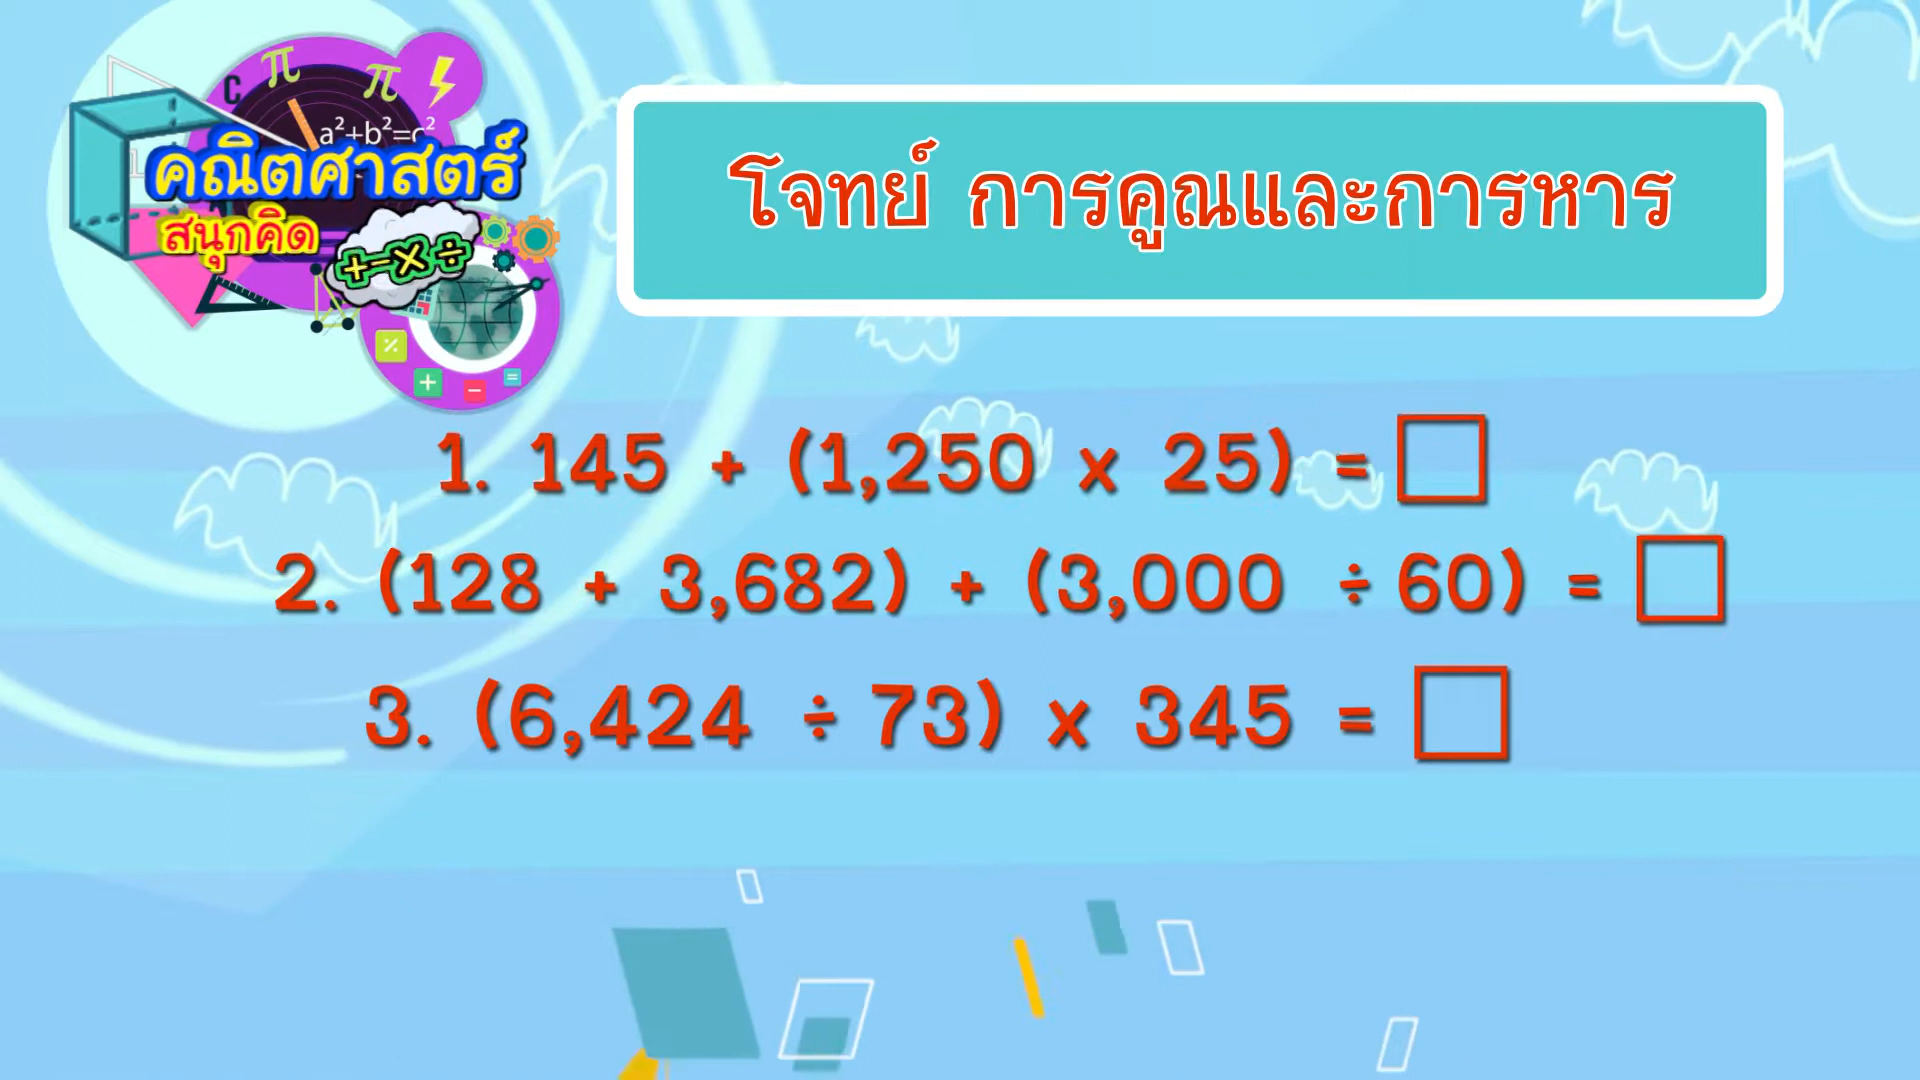 C π π
a²+b²=c²
คณิตศาสตร์
สนุกคิด
+-×÷
% + - =
โจทย์ การคูณและการหาร
1. 145 + (1,250 x 25) = □
2. (128 + 3,682) + (3,000 ÷ 60) = □
3. (6,424 ÷ 73) x 345 = □